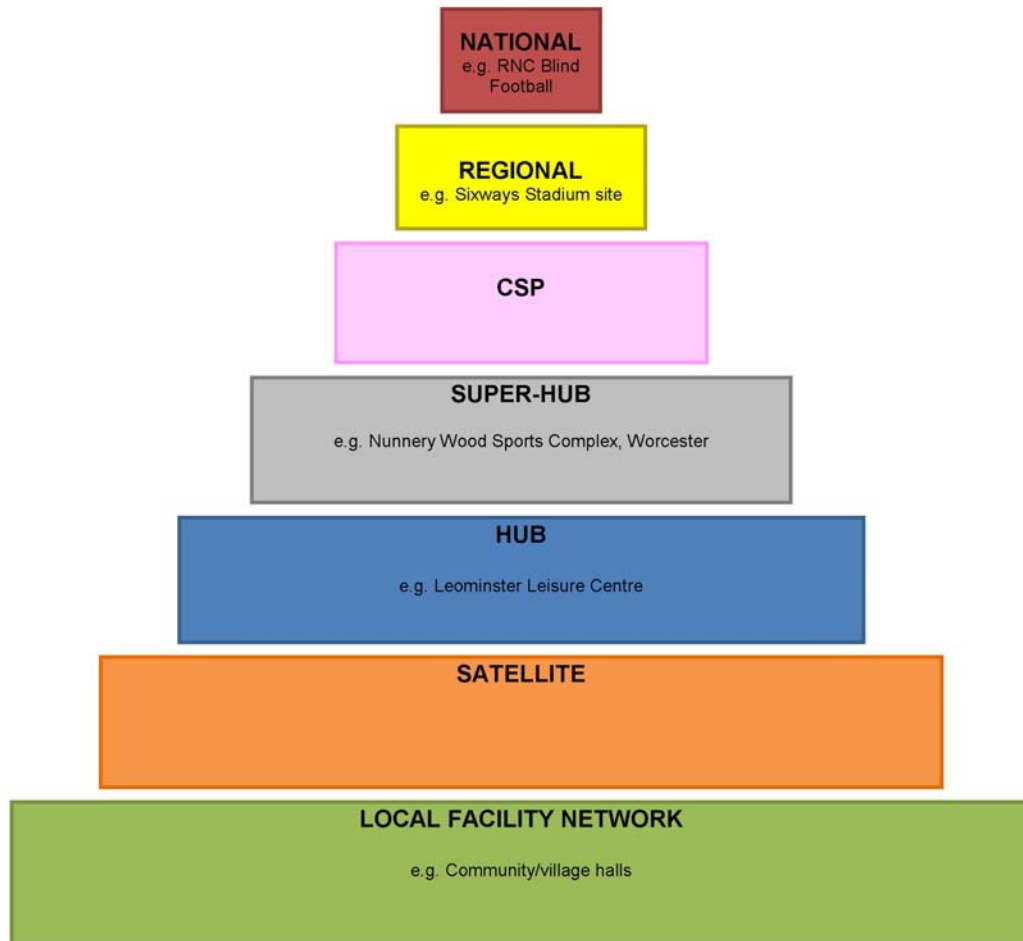 NATIONAL
e.g. RNC Blind
Football
REGIONAL
e.g. Sixways Stadium site
CSP
SUPER-HUB
e.g. Nunnery Wood Sports Complex, Worcester
HUB
e.g. Leominster Leisure Centre
SATELLITE
LOCAL FACILITY NETWORK
e.g. Community/village halls